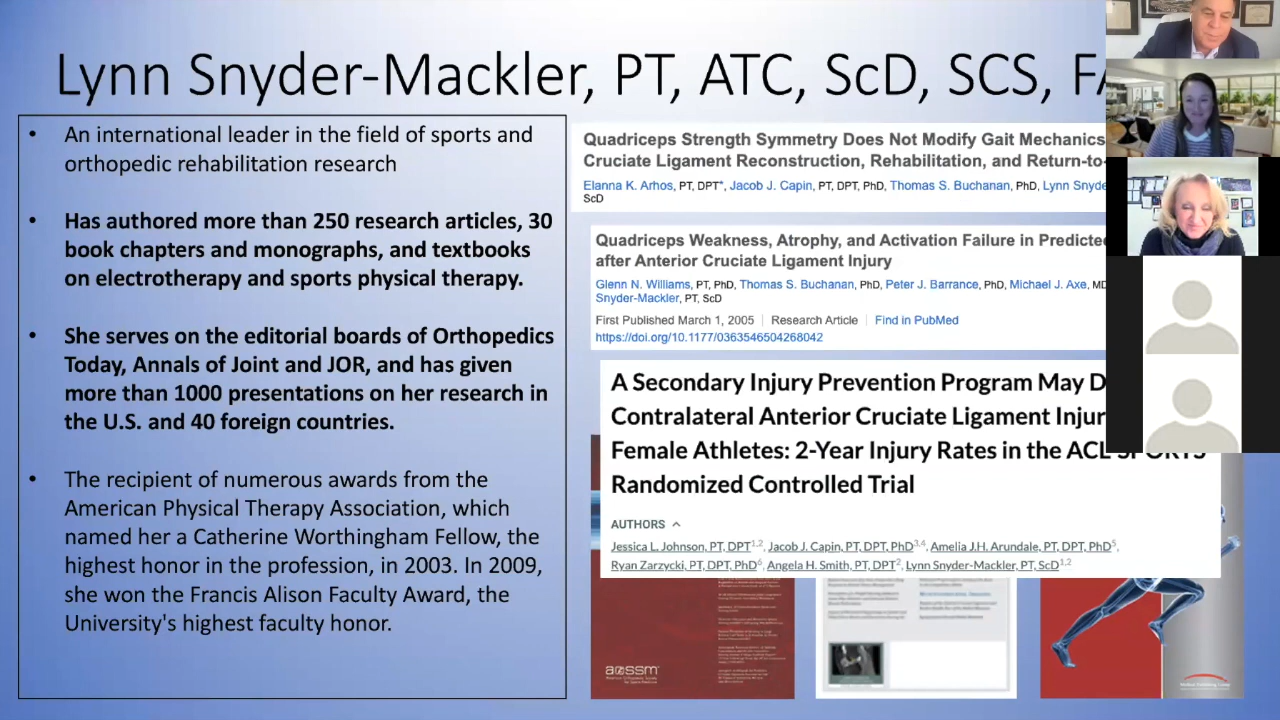 Lynn Snyder-Mackler, PT, ATC, ScD, SCS, FA
• An international leader in the field of sports and
orthopedic rehabilitation research
• Has authored more than 250 research articles, 30
book chapters and monographs, and textbooks
on electrotherapy and sports physical therapy.
• She serves on the editorial boards of Orthopedics
Today, Annals of Joint and JOR, and has given
more than 1000 presentations on her research in
the U.S. and 40 foreign countries.
• The recipient of numerous awards from the
American Physical Therapy Association, which
named her a Catherine Worthingham Fellow, the
highest honor in the profession, in 2003. In 2009,
she won the Francis Alison Faculty Award, the
University's highest faculty honor.
Quadriceps Strength Symmetry Does Not Modify Gait Mechanics
Cruciate Ligament Reconstruction, Rehabilitation, and Return-to-
Elanna K. Arhos, PT, DPT*, Jacob J. Capin, PT, DPT, PhD, Thomas S. Buchanan, PhD, Lynn Snyde
ScD
Quadriceps Weakness, Atrophy, and Activation Failure in Predicted
after Anterior Cruciate Ligament Injury
Glenn N. Williams, PT, PhD, Thomas S. Buchanan, PhD, Peter J. Barrance, PhD, Michael J. Axe, MD
Snyder-Mackler, PT, ScD
First Published March 1, 2005 | Research Article | Find in PubMed
https://doi.org/10.1177/0363546504268042
A Secondary Injury Prevention Program May D
Contralateral Anterior Cruciate Ligament Injur
Female Athletes: 2-Year Injury Rates in the ACL SPORTS
Randomized Controlled Trial
AUTHORS
Jessica L. Johnson, PT, DPT1,2, Jacob J. Capin, PT, DPT, PhD3,4, Amelia J.H. Arundale, PT, DPT, PhD5,
Ryan Zarzycki, PT, DPT, PhD6, Angela H. Smith, PT, DPT2, Lynn Snyder-Mackler, PT, ScD1,2
aossm